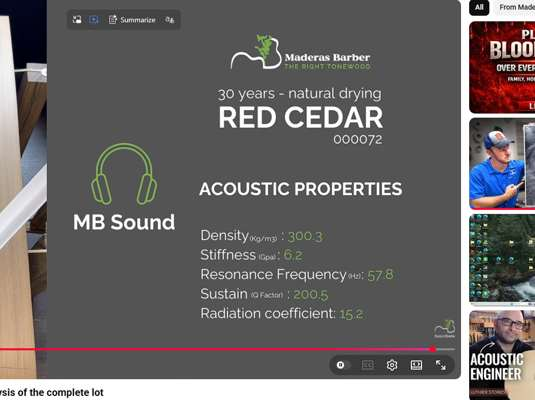 Summarize
Maderas Barber
THE RIGHT TONEWOOD
30 years - natural drying
RED CEDAR
000072
ACOUSTIC PROPERTIES
MB Sound
Density (Kg/m3) : 300.3
Stiffness (Gpa) : 6.2
Resonance Frequency (Hz): 57.8
Sustain (Q Factor) : 200.5
Radiation coefficient: 15.2
ysis of the complete lot
All
From Made
PL
BLOO
OVER EVER
FAMILY, HO
ACOUSTIC
ENGINEER